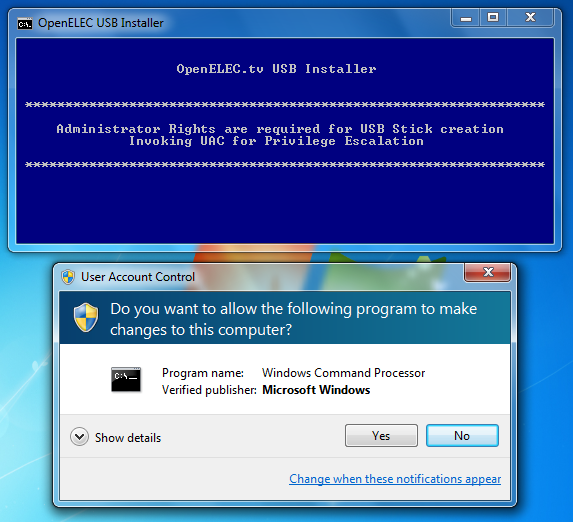 C:\. OpenELEC USB Installer
OpenELEC.tv USB Installer
*****************************************************************
Administrator Rights are required for USB Stick creation
Invoking UAC for Privilege Escalation
*****************************************************************
User Account Control
Do you want to allow the following program to make
changes to this computer?
C:\._
Program name: Windows Command Processor
Verified publisher: Microsoft Windows
Show details
Yes
No
Change when these notifications appear